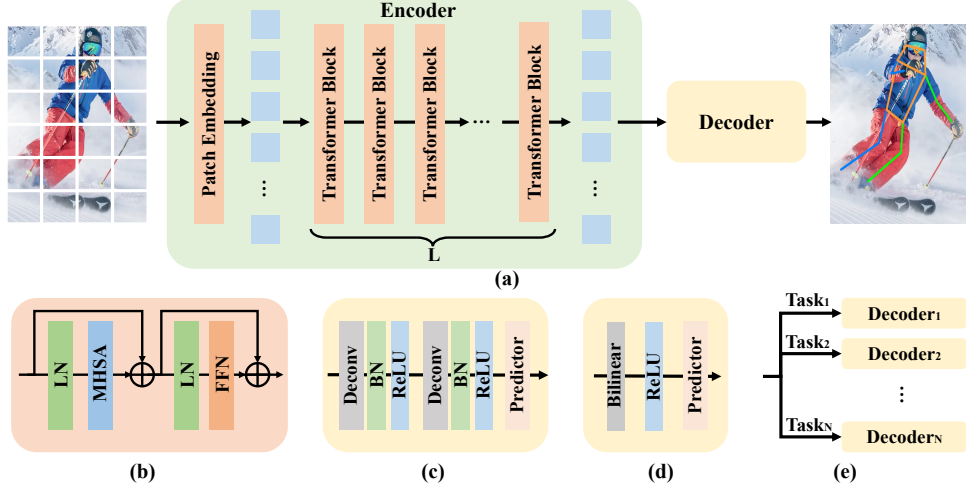 Encoder
Patch Embedding
...
Transformer Block
Transformer Block
Transformer Block
...
Transformer Block
...
L
Decoder
(a)
LN
MHSA
LN
FFN
(b)
Deconv
BN
ReLU
Deconv
BN
ReLU
Predictor
(c)
Bilinear
ReLU
Predictor
(d)
Task₁
Decoder₁
Task₂
Decoder₂
...
Taskₙ
Decoderₙ
(e)